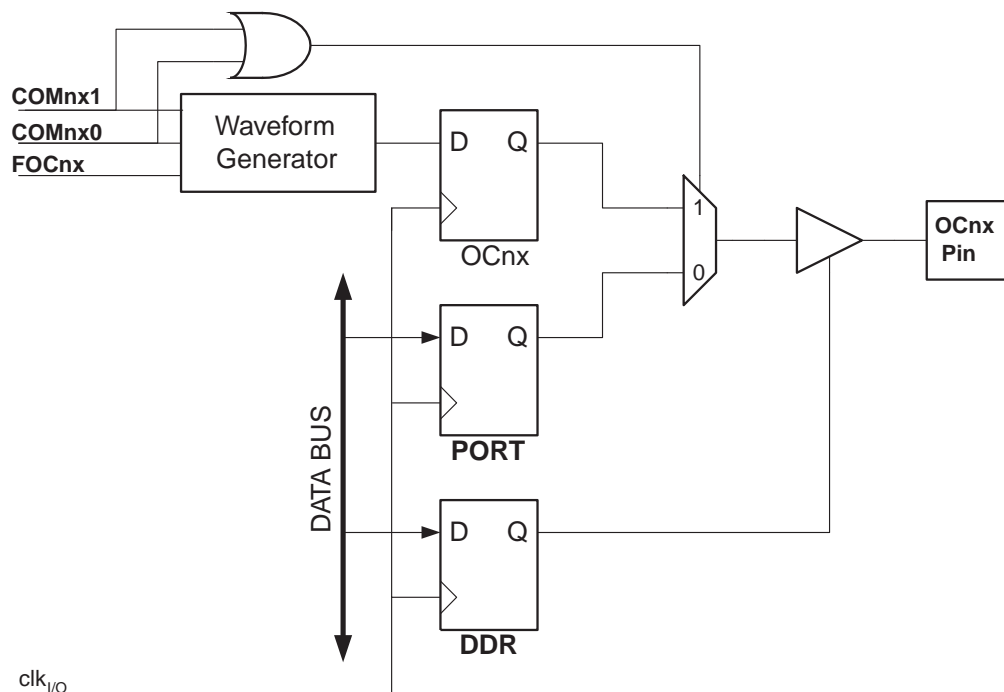 COMnx1
COMnx0
FOCnx
Waveform
Generator
D Q
OCnx
1
0
OCnx
Pin
D Q
PORT
DATA BUS
D Q
DDR
clkI/O